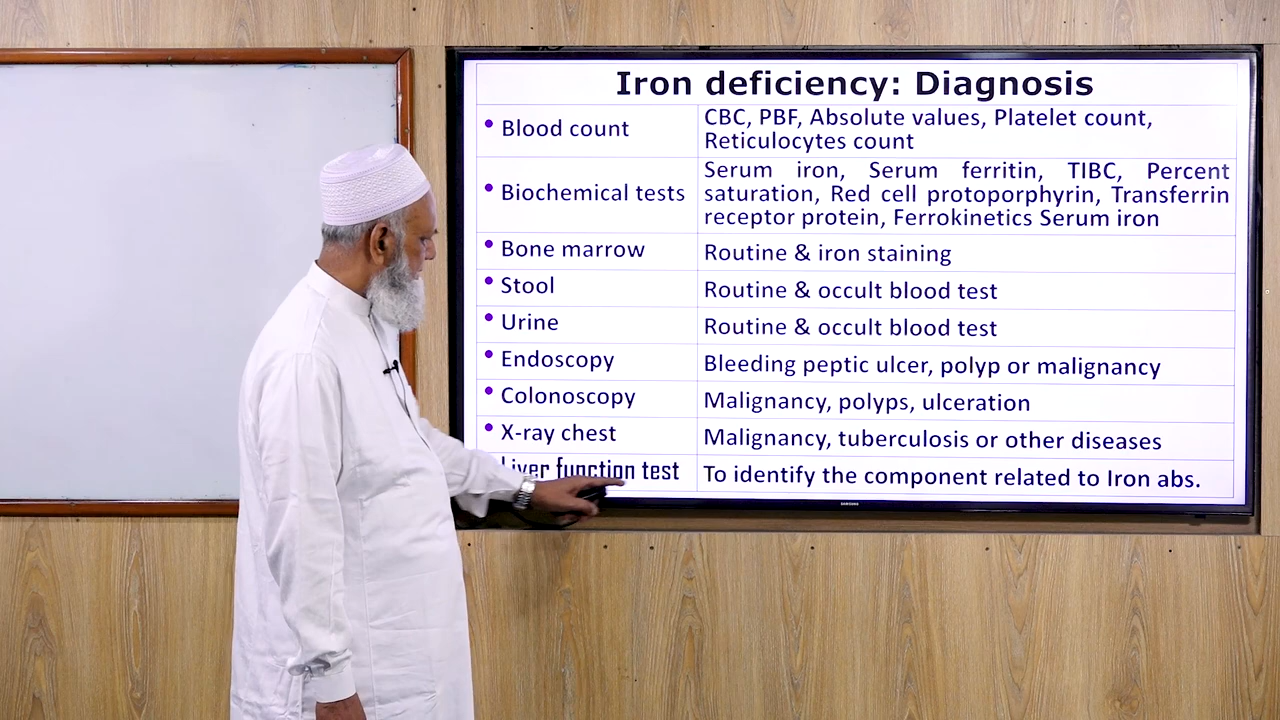 Iron deficiency: Diagnosis
• Blood count
CBC, PBF, Absolute values, Platelet count,
Reticulocytes count
• Biochemical tests
Serum iron, Serum ferritin, TIBC, Percent
saturation, Red cell protoporphyrin, Transferrin
receptor protein, Ferrokinetics Serum iron
• Bone marrow
Routine & iron staining
• Stool
Routine & occult blood test
• Urine
Routine & occult blood test
• Endoscopy
Bleeding peptic ulcer, polyp or malignancy
• Colonoscopy
Malignancy, polyps, ulceration
• X-ray chest
Malignancy, tuberculosis or other diseases
Liver function test
To identify the component related to Iron abs.
SAMSUNG